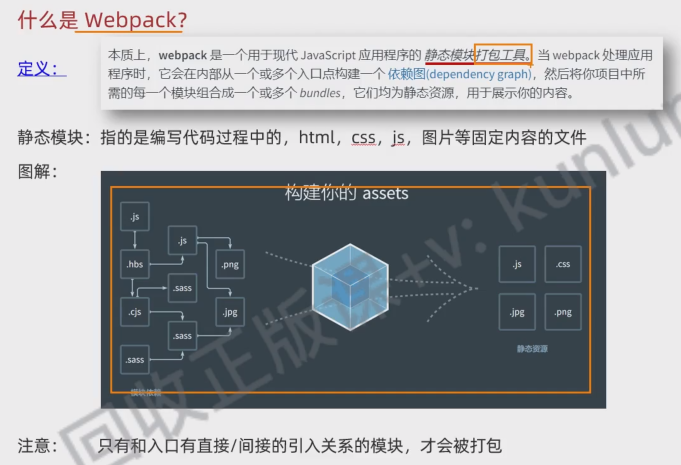 什么是 Webpack?
定义：
本质上，webpack 是一个用于现代 JavaScript 应用程序的 静态模块打包工具。当 webpack 处理应用
程序时，它会在内部从一个或多个入口点构建一个 依赖图(dependency graph)，然后将你项目中所
需的每一个模块组合成一个或多个 bundles，它们均为静态资源，用于展示你的内容。
静态模块：指的是编写代码过程中的，html，css，js，图片等固定内容的文件
图解：
构建你的 assets
.js
.js
.hbs
.png
.sass
.cjs
.jpg
.sass
.sass
模块依赖
.js
.css
.jpg
.png
静态资源
注意： 只有和入口有直接/间接的引入关系的模块，才会被打包
回收正版课+v: kunlun